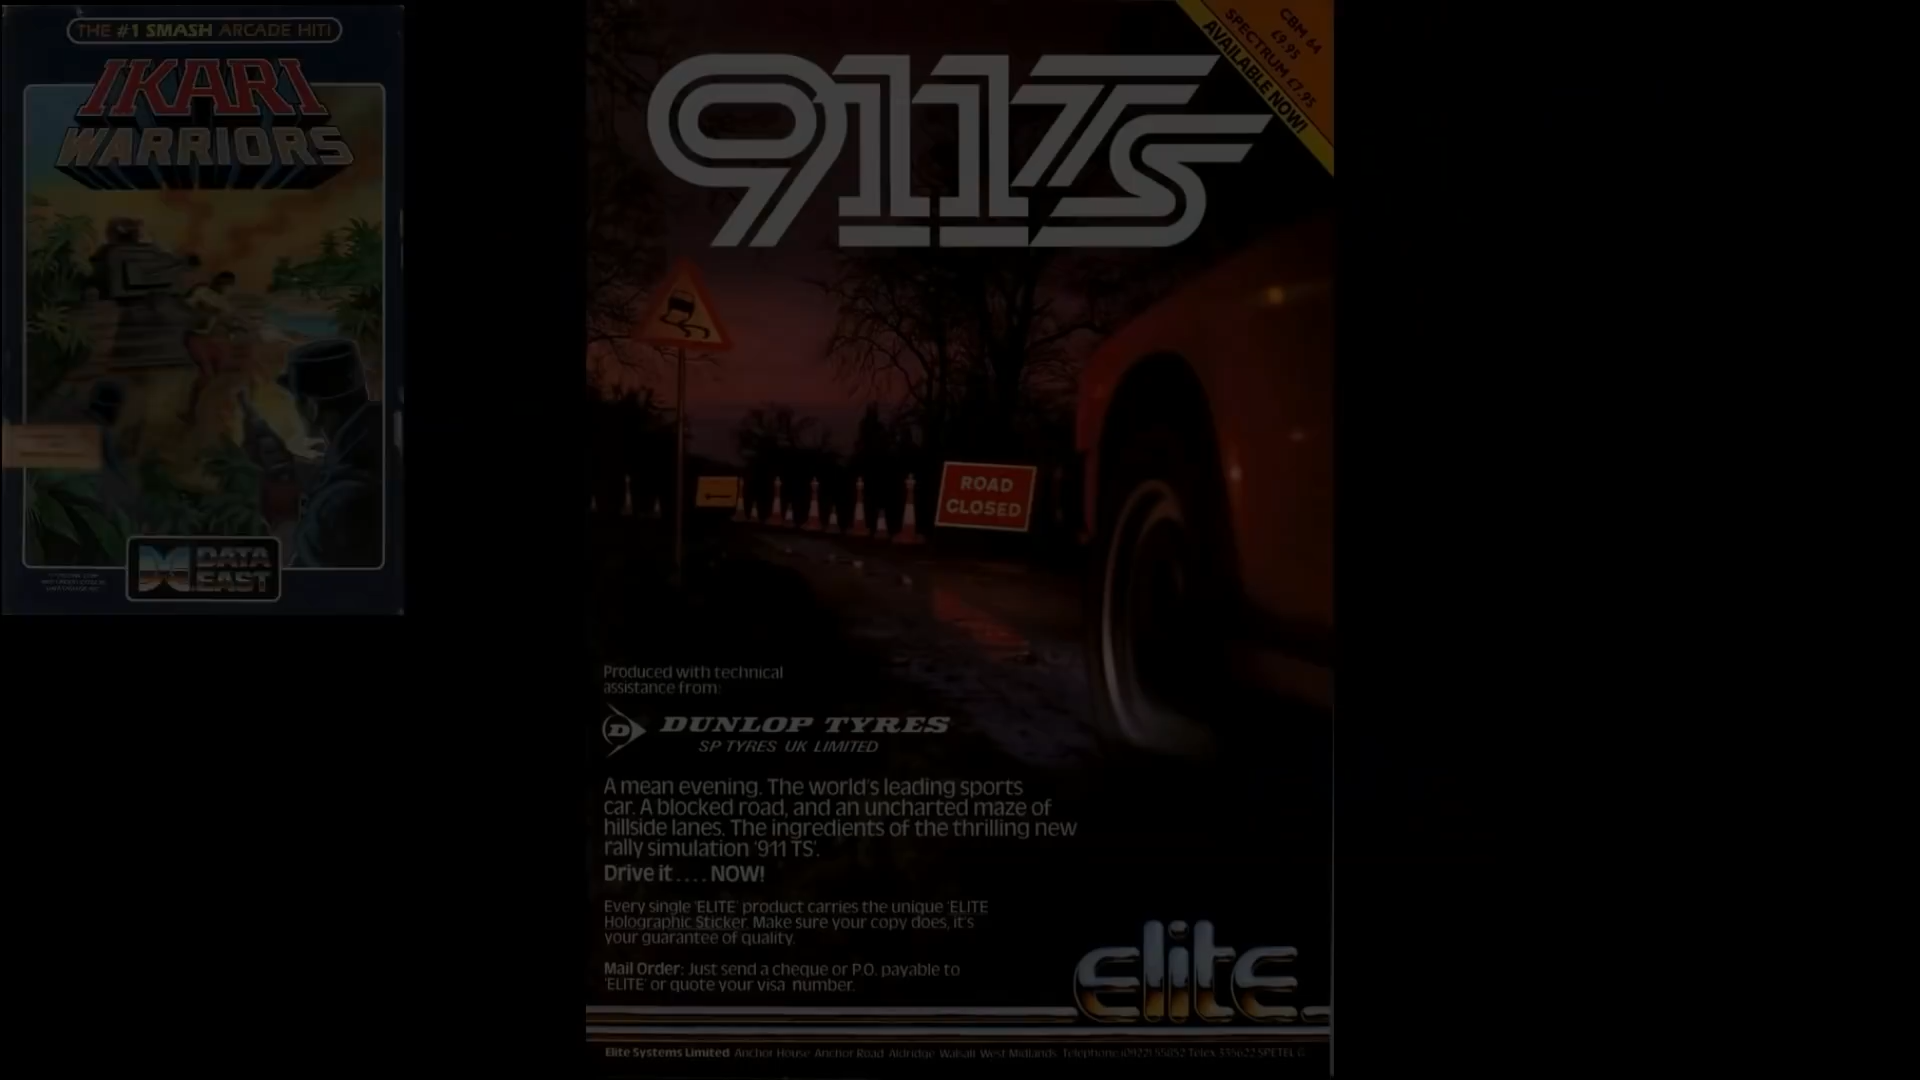 THE #1 SMASH ARCADE HIT!
IKARI
WARRIORS
DATA
EAST
911TS
CBM 64
£9.95
SPECTRUM £7.95
AVAILABLE NOW!
ROAD
CLOSED
Produced with technical
assistance from:
D DUNLOP TYRES
SP TYRES UK LIMITED
A mean evening. The world's leading sports
car. A blocked road, and an uncharted maze of
hillside lanes. The ingredients of the thrilling new
rally simulation '911 TS'.
Drive it .... NOW!
Every single 'ELITE' product carries the unique 'ELITE
Holographic Sticker. Make sure your copy does, it's
your guarantee of quality.
Mail Order: Just send a cheque or P.O. payable to
'ELITE' or quote your visa number.
elite
Elite Systems Limited Anchor House Anchor Road Aldridge Walsall West Midlands Telephone